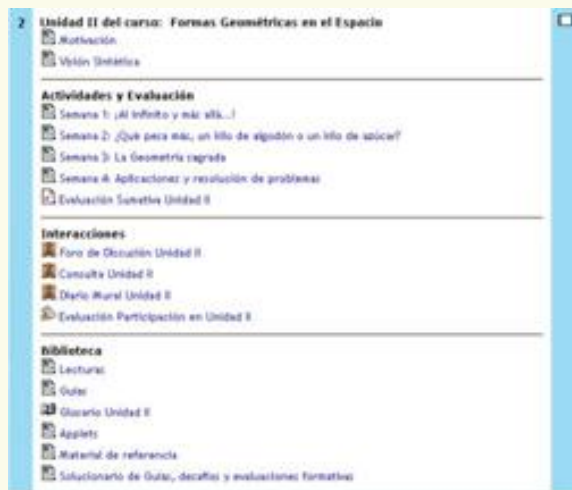 2 Unidad II del curso: Formas Geométricas en el Espacio
Motivación
Visión Sintética
Actividades y Evaluación
Semana 1: ¡Al infinito y más allá...!
Semana 2: ¿Qué pesa más, un kilo de algodón o un kilo de azúcar?
Semana 3: La Geometría sagrada
Semana 4: Aplicaciones y resolución de problemas
Evaluación Sumativa Unidad II
Interacciones
Foro de Discusión Unidad II
Consulta Unidad II
Diario Mural Unidad II
Evaluación Participación en Unidad II
Biblioteca
Lecturas
Guías
Glosario Unidad II
Applets
Material de referencia
Solucionario de Guías, desafíos y evaluaciones formativas